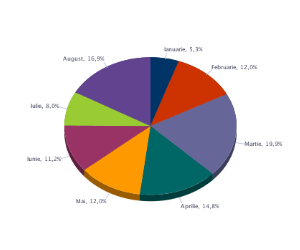 Ianuarie, 5,3%
Februarie, 12,0%
Martie, 19,9%
Aprilie, 14,8%
Mai, 12,0%
Iunie, 11,2%
Iulie, 8,0%
August, 16,9%